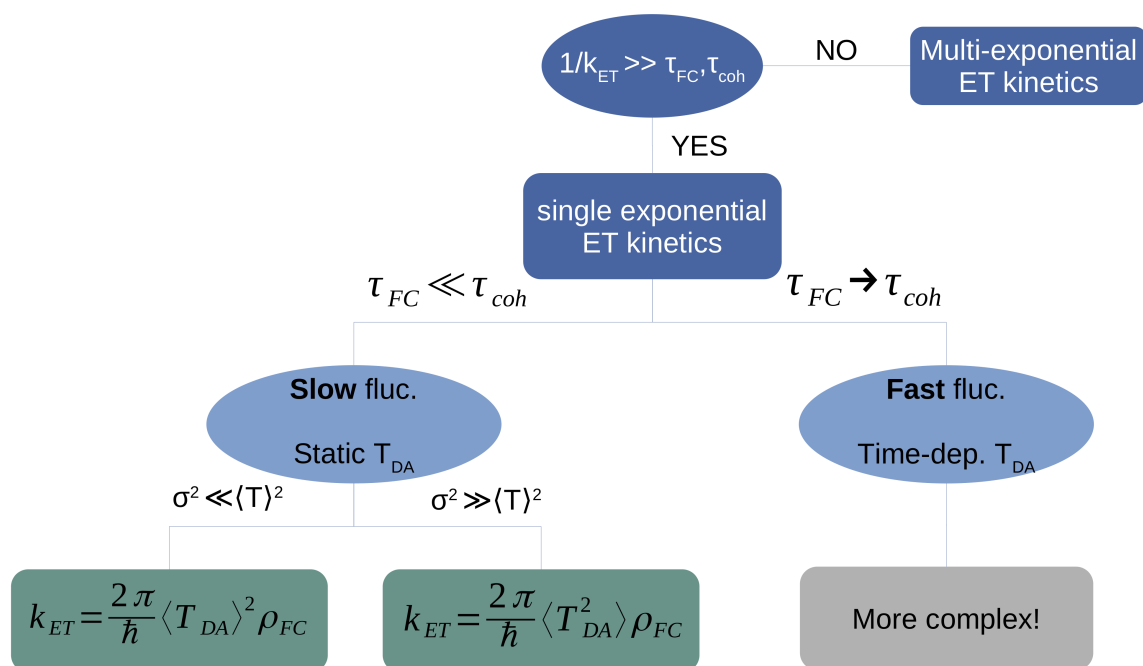 1/k_ET >> τ_FC,τ_coh
NO
Multi-exponential
ET kinetics
YES
single exponential
ET kinetics
τ_FC ≪ τ_coh
τ_FC → τ_coh
Slow fluc.
Static T_DA
Fast fluc.
Time-dep. T_DA
σ² ≪⟨T⟩²
σ² ≫⟨T⟩²
k_ET = 2π/ħ ⟨T_DA⟩² ρ_FC
k_ET = 2π/ħ ⟨T²_DA⟩ ρ_FC
More complex!